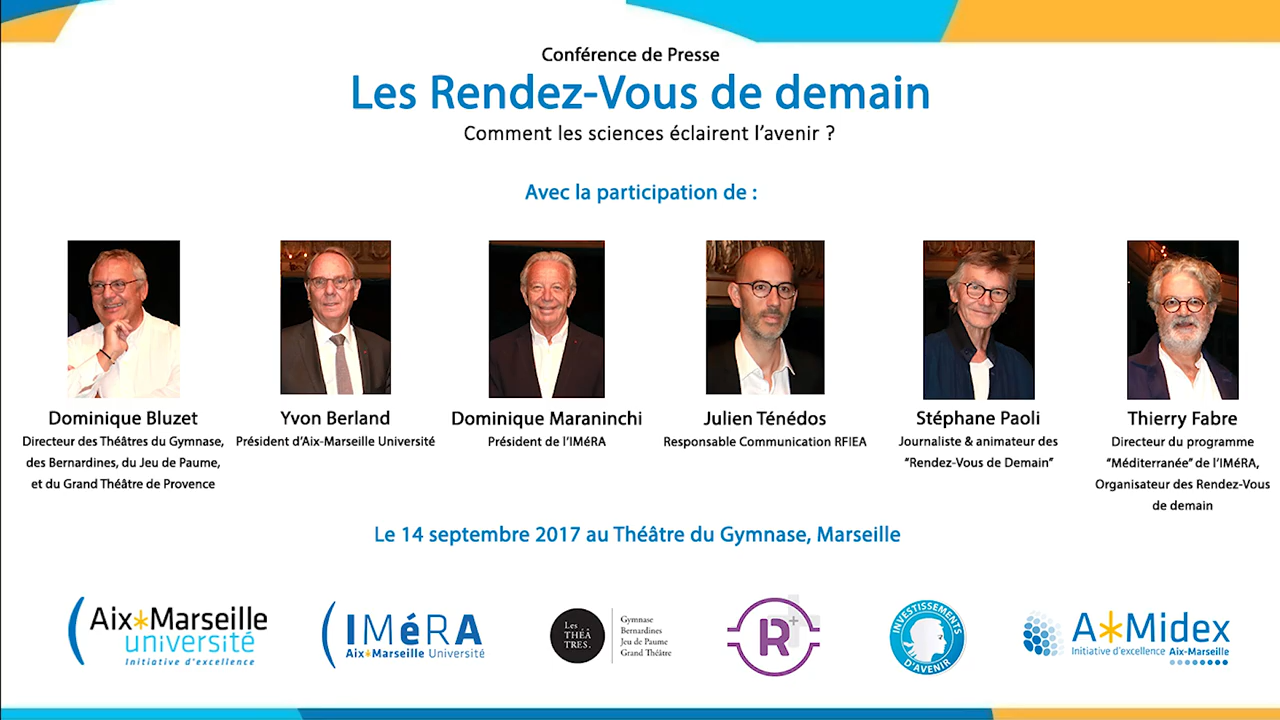 Conférence de Presse
Les Rendez-Vous de demain
Comment les sciences éclairent l’avenir ?
Avec la participation de :
Dominique Bluzet
Directeur des Théâtres du Gymnase,
des Bernardines, du Jeu de Paume,
et du Grand Théâtre de Provence
Yvon Berland
Président d’Aix-Marseille Université
Dominique Maraninchi
Président de l’IMéRA
Julien Ténédos
Responsable Communication RFIEA
Stéphane Paoli
Journaliste & animateur des
“Rendez-Vous de Demain”
Thierry Fabre
Directeur du programme
“Méditerranée” de l’IMéRA,
Organisateur des Rendez-Vous
de demain
Le 14 septembre 2017 au Théâtre du Gymnase, Marseille
Aix*Marseille
université
Initiative d'excellence
IMéRA
Aix*Marseille Université
Les
THÉÂ
TRES.
Gymnase
Bernardines
Jeu de Paume
Grand Théâtre
R+
INVESTISSEMENTS
D'AVENIR
A*Midex
Initiative d'excellence Aix-Marseille